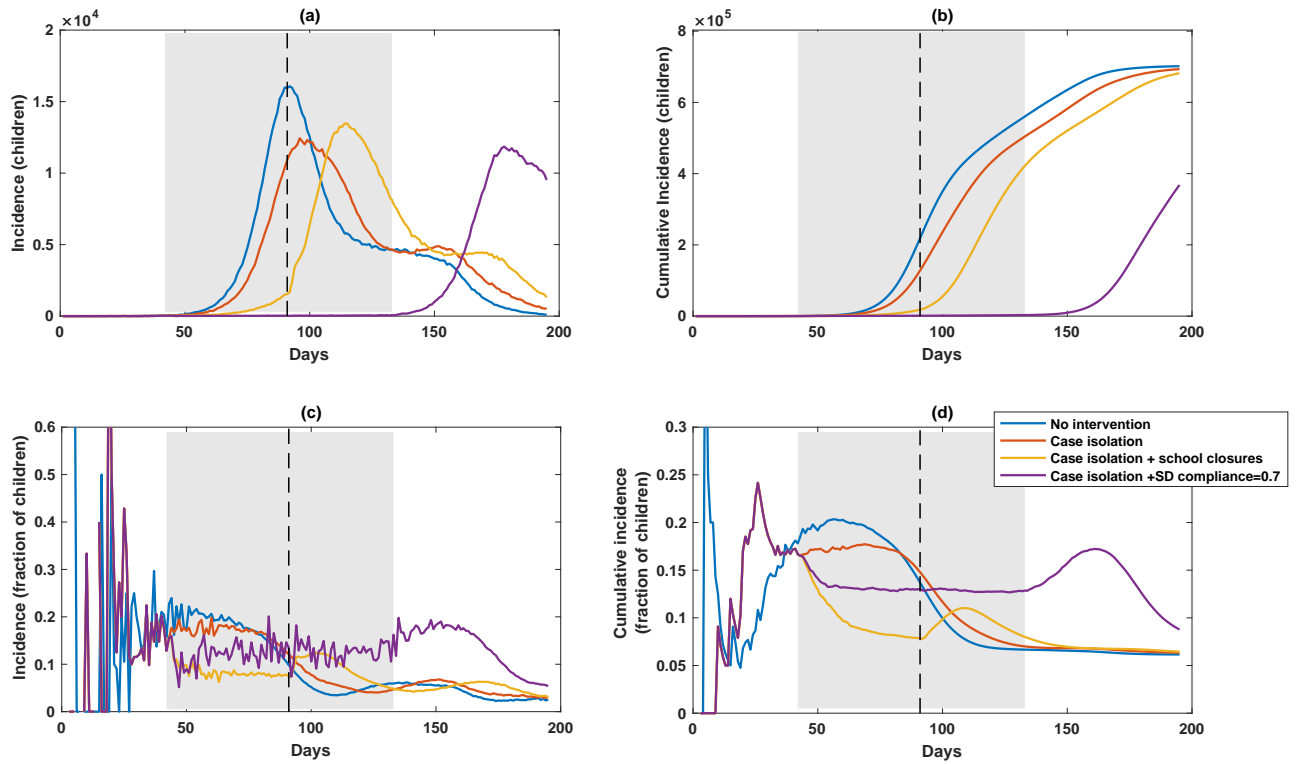 (a)
×10⁴
2
1.5
1
0.5
0
0
50
100
150
200
Incidence (children)
Days
(b)
×10⁵
8
6
4
2
0
0
50
100
150
200
Cumulative Incidence (children)
Days
(c)
0.6
0.5
0.4
0.3
0.2
0.1
0
0
50
100
150
200
Incidence (fraction of children)
Days
(d)
0.3
0.25
0.2
0.15
0.1
0.05
0
0
50
100
150
200
Cumulative incidence
(fraction of children)
Days
No intervention
Case isolation
Case isolation + school closures
Case isolation +SD compliance=0.7